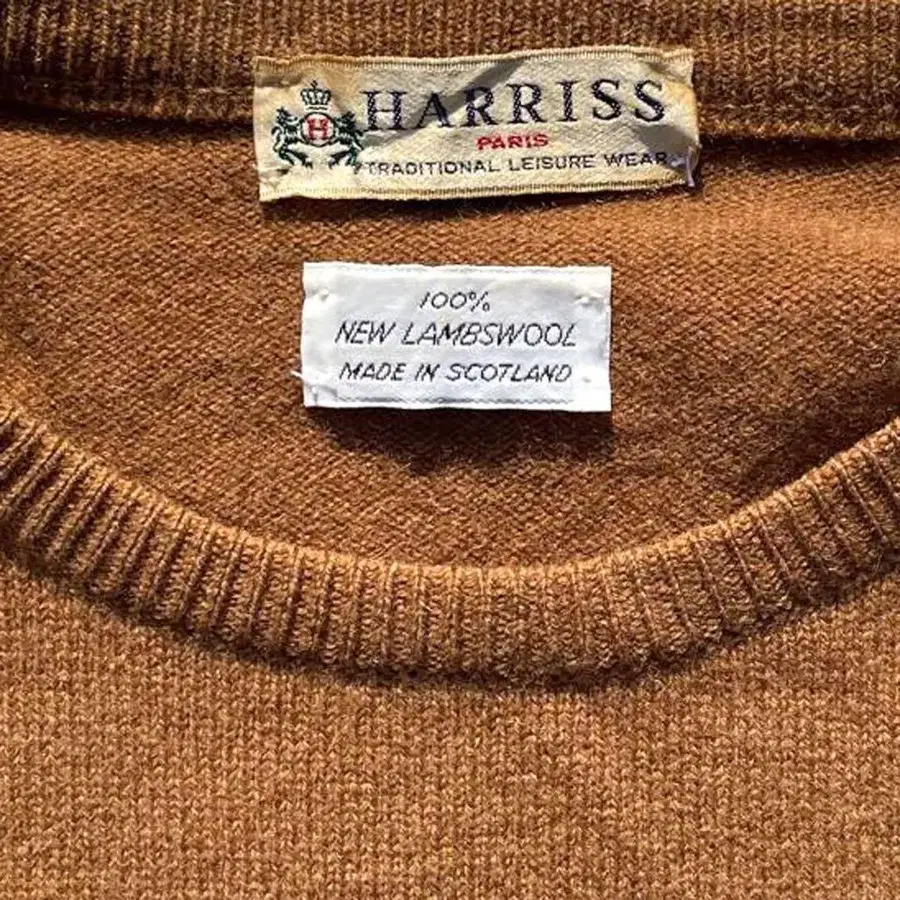 H
HARRISS
PARIS
TRADITIONAL LEISURE WEAR
100%
NEW LAMBSWOOL
MADE IN SCOTLAND